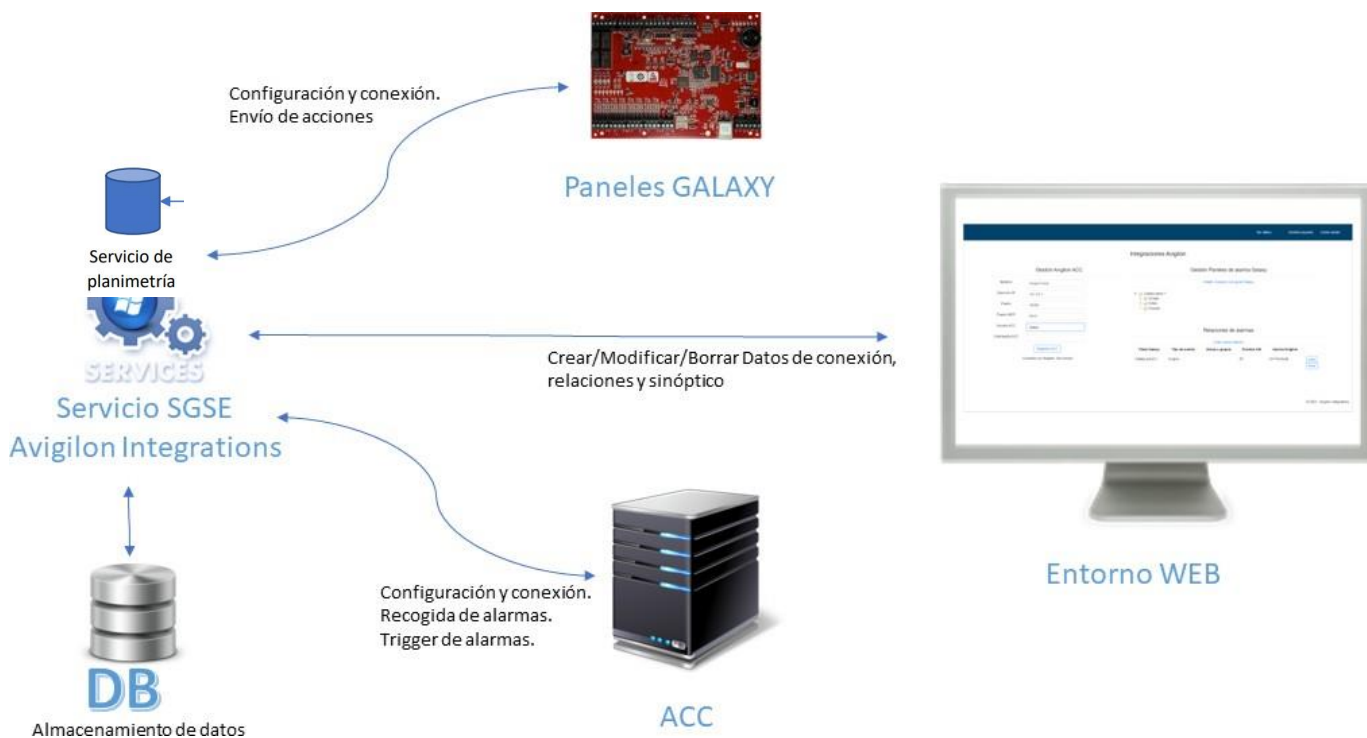 Configuración y conexión.
Envío de acciones
Paneles GALAXY
Servicio de
planimetría
SERVICES
Servicio SGSE
Avigilon Integrations
Crear/Modificar/Borrar Datos de conexión,
relaciones y sinóptico
Integraciones Avigilon
Gestión Avigilon ACC
Gestión Paneles de alarma Galaxy
Relaciones de alarmas
Entorno WEB
Configuración y conexión.
Recogida de alarmas.
Trigger de alarmas.
ACC
DB
Almacenamiento de datos